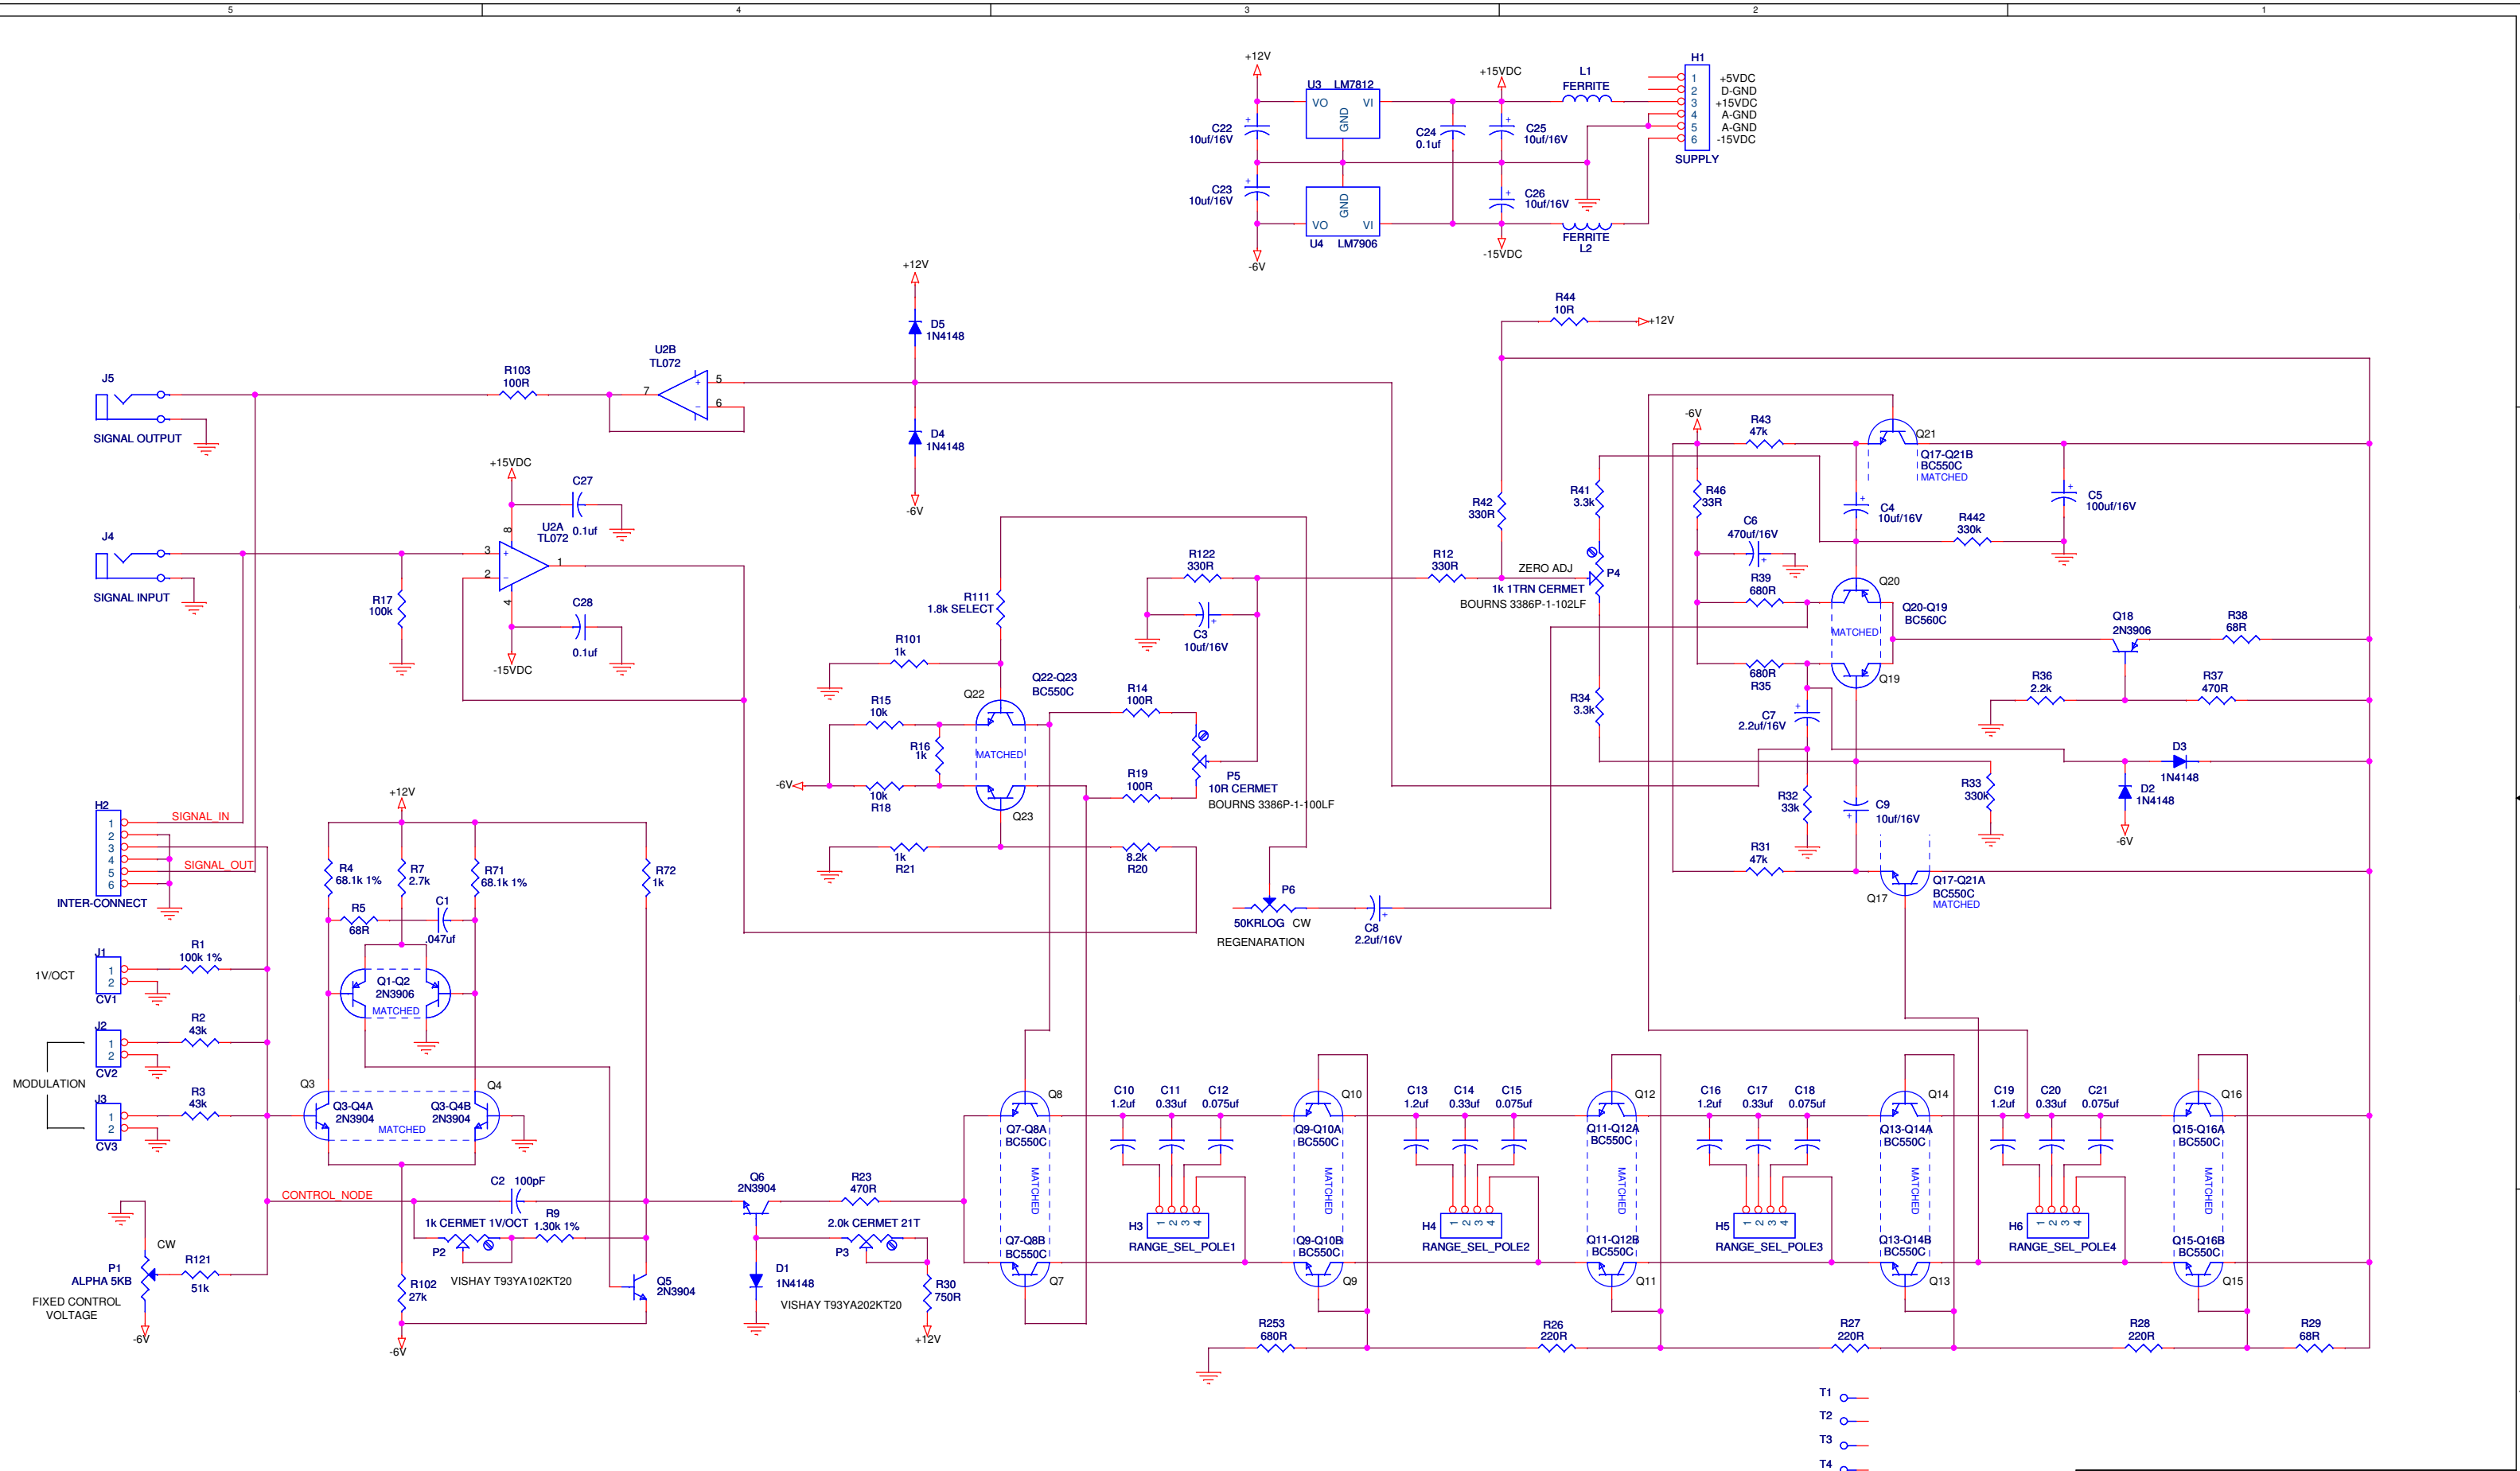 5
4
3
2
1
+12V
U3 LM7812
VO
VI
GND
C22
10uf/16V
C23
10uf/16V
GND
VO
VI
U4 LM7906
-6V
C24
0.1uf
+15VDC
C25
10uf/16V
C26
10uf/16V
-15VDC
L1
FERRITE
FERRITE
L2
H1
1
2
3
4
5
6
+5VDC
D-GND
+15VDC
A-GND
A-GND
-15VDC
SUPPLY
J5
SIGNAL OUTPUT
R103
100R
U2B
TL072
7
5
6
+
−
+12V
D5
1N4148
D4
1N4148
-6V
J4
SIGNAL INPUT
R17
100k
+15VDC
C27
0.1uf
U2A
TL072
8
3
2
1
4
+
−
C28
0.1uf
-15VDC
R44
10R
+12V
R42
330R
R41
3.3k
R12
330R
ZERO ADJ
P4
1k 1TRN CERMET
BOURNS 3386P-1-102LF
R34
3.3k
R122
330R
C3
10uf/16V
R111
1.8k SELECT
R101
1k
Q22
Q22-Q23
BC550C
R15
10k
R16
1k
MATCHED
-6V
10k
R18
Q23
R14
100R
R19
100R
P5
10R CERMET
BOURNS 3386P-1-100LF
1k
R21
8.2k
R20
P6
50KRLOG CW
REGENARATION
C8
2.2uf/16V
-6V
R43
47k
Q21
Q17-Q21B
BC550C
MATCHED
R46
33R
C6
470uf/16V
C4
10uf/16V
R442
330k
C5
100uf/16V
R39
680R
Q20
Q20-Q19
BC560C
MATCHED
680R
R35
Q19
Q18
2N3906
R38
68R
R36
2.2k
R37
470R
C7
2.2uf/16V
R32
33k
C9
10uf/16V
R33
330k
D3
1N4148
D2
1N4148
-6V
R31
47k
Q17-Q21A
BC550C
MATCHED
Q17
H2
1
2
3
4
5
6
SIGNAL_IN
SIGNAL_OUT
INTER-CONNECT
1V/OCT
J1
1
2
CV1
R1
100k 1%
J2
1
2
CV2
R2
43k
MODULATION
J3
1
2
CV3
R3
43k
+12V
R4
68.1k 1%
R7
2.7k
R71
68.1k 1%
R72
1k
R5
68R
C1
.047uf
Q1-Q2
2N3906
MATCHED
Q3
Q4
Q3-Q4A
2N3904
Q3-Q4B
2N3904
MATCHED
CONTROL_NODE
C2 100pF
1k CERMET 1V/OCT
R9
1.30k 1%
P2
VISHAY T93YA102KT20
CW
P1
ALPHA 5KB
FIXED CONTROL
VOLTAGE
-6V
R121
51k
R102
27k
-6V
Q5
2N3904
Q6
2N3904
R23
470R
2.0k CERMET 21T
P3
D1
1N4148
VISHAY T93YA202KT20
R30
750R
+12V
Q8
Q7-Q8A
BC550C
MATCHED
Q7-Q8B
BC550C
Q7
C10
1.2uf
C11
0.33uf
C12
0.075uf
H3
1
2
3
4
RANGE_SEL_POLE1
Q10
Q9-Q10A
BC550C
MATCHED
Q9-Q10B
BC550C
Q9
C13
1.2uf
C14
0.33uf
C15
0.075uf
H4
1
2
3
4
RANGE_SEL_POLE2
Q12
Q11-Q12A
BC550C
MATCHED
Q11-Q12B
BC550C
Q11
C16
1.2uf
C17
0.33uf
C18
0.075uf
H5
1
2
3
4
RANGE_SEL_POLE3
Q14
Q13-Q14A
BC550C
MATCHED
Q13-Q14B
BC550C
Q13
C19
1.2uf
C20
0.33uf
C21
0.075uf
H6
1
2
3
4
RANGE_SEL_POLE4
Q16
Q15-Q16A
BC550C
MATCHED
Q15-Q16B
BC550C
Q15
R253
680R
R26
220R
R27
220R
R28
220R
R29
68R
T1
T2
T3
T4